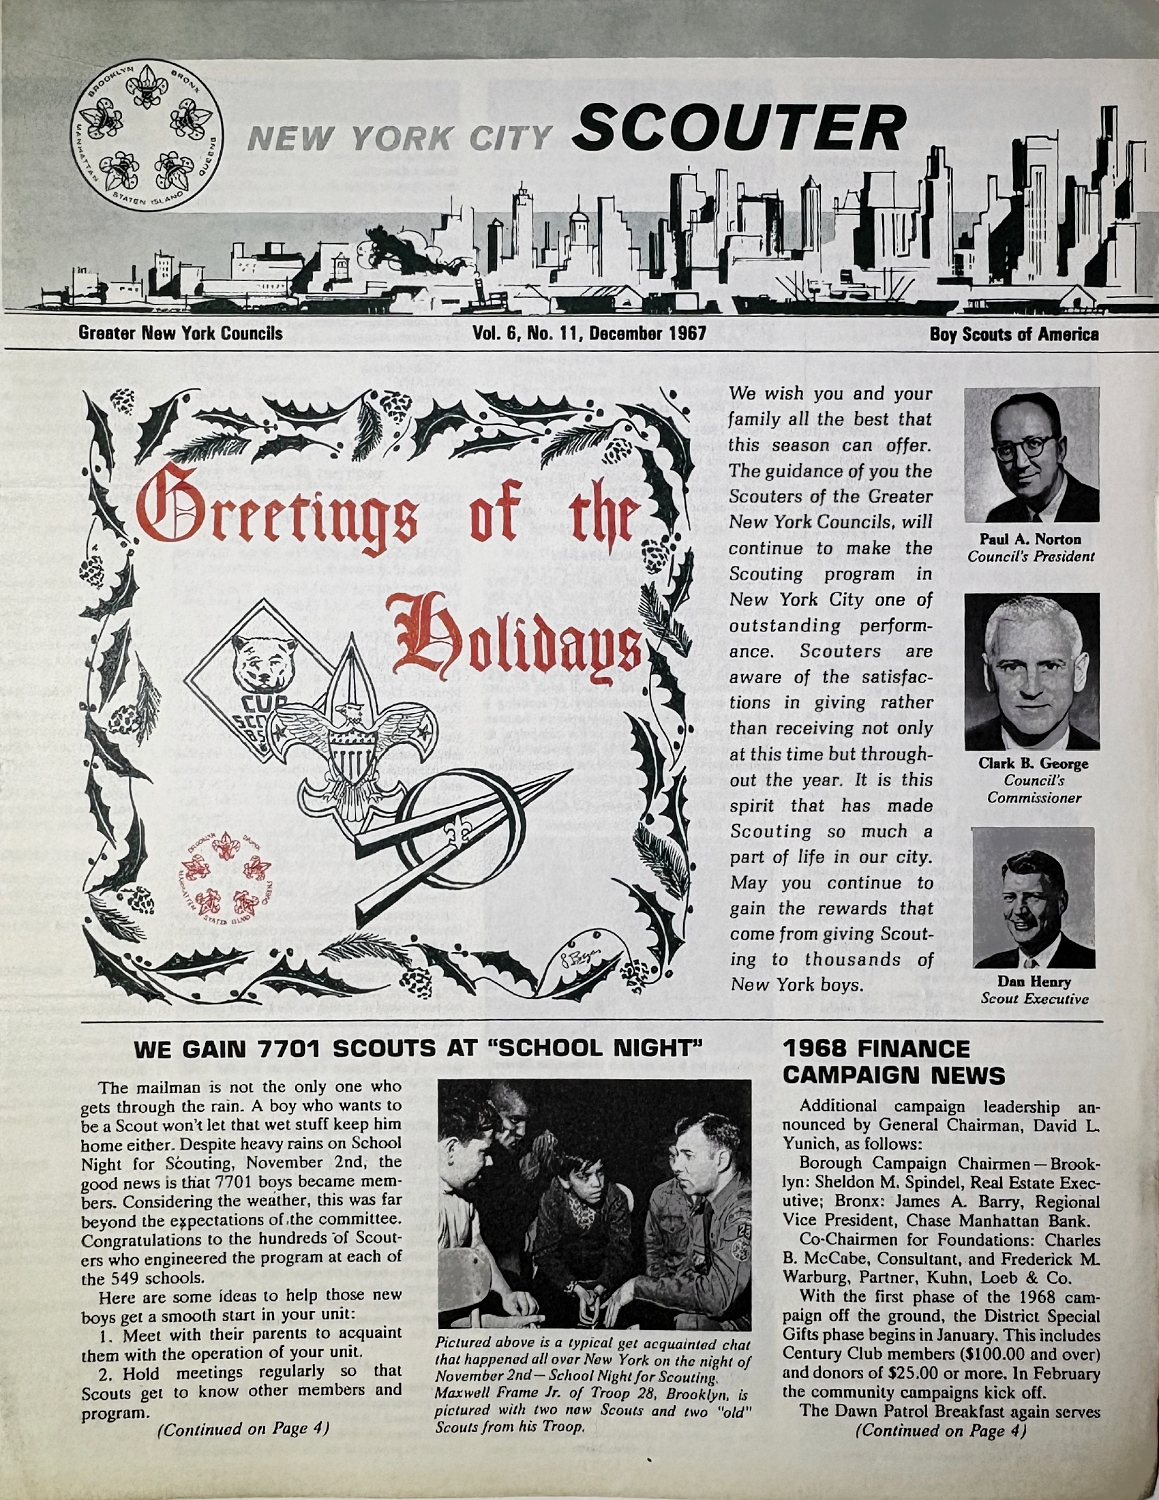 BROOKLYN BRONX QUEENS STATEN ISLAND MANHATTAN
NEW YORK CITY SCOUTER
Greater New York Councils Vol. 6, No. 11, December 1967 Boy Scouts of America
Greetings of the
Holidays
CUB
SCOUTS
BSA
BROOKLYN BRONX QUEENS STATEN ISLAND MANHATTAN
We wish you and your
family all the best that
this season can offer.
The guidance of you the
Scouters of the Greater
New York Councils, will
continue to make the
Scouting program in
New York City one of
outstanding perform-
ance. Scouters are
aware of the satisfac-
tions in giving rather
than receiving not only
at this time but through-
out the year. It is this
spirit that has made
Scouting so much a
part of life in our city.
May you continue to
gain the rewards that
come from giving Scout-
ing to thousands of
New York boys.
Paul A. Norton
Council's President
Clark B. George
Council's
Commissioner
Dan Henry
Scout Executive
WE GAIN 7701 SCOUTS AT "SCHOOL NIGHT"
The mailman is not the only one who
gets through the rain. A boy who wants to
be a Scout won't let that wet stuff keep him
home either. Despite heavy rains on School
Night for Scouting, November 2nd, the
good news is that 7701 boys became mem-
bers. Considering the weather, this was far
beyond the expectations of the committee.
Congratulations to the hundreds of Scout-
ers who engineered the program at each of
the 549 schools.
Here are some ideas to help those new
boys get a smooth start in your unit:
1. Meet with their parents to acquaint
them with the operation of your unit.
2. Hold meetings regularly so that
Scouts get to know other members and
program.
(Continued on Page 4)
Pictured above is a typical get acquainted chat
that happened all over New York on the night of
November 2nd—School Night for Scouting.
Maxwell Frame Jr. of Troop 28, Brooklyn, is
pictured with two new Scouts and two "old"
Scouts from his Troop.
1968 FINANCE
CAMPAIGN NEWS
Additional campaign leadership an-
nounced by General Chairman, David L.
Yunich, as follows:
Borough Campaign Chairmen—Brook-
lyn: Sheldon M. Spindel, Real Estate Exec-
utive; Bronx: James A. Barry, Regional
Vice President, Chase Manhattan Bank.
Co-Chairmen for Foundations: Charles
B. McCabe, Consultant, and Frederick M.
Warburg, Partner, Kuhn, Loeb & Co.
With the first phase of the 1968 cam-
paign off the ground, the District Special
Gifts phase begins in January. This includes
Century Club members ($100.00 and over)
and donors of $25.00 or more. In February
the community campaigns kick off.
The Dawn Patrol Breakfast again serves
(Continued on Page 4)